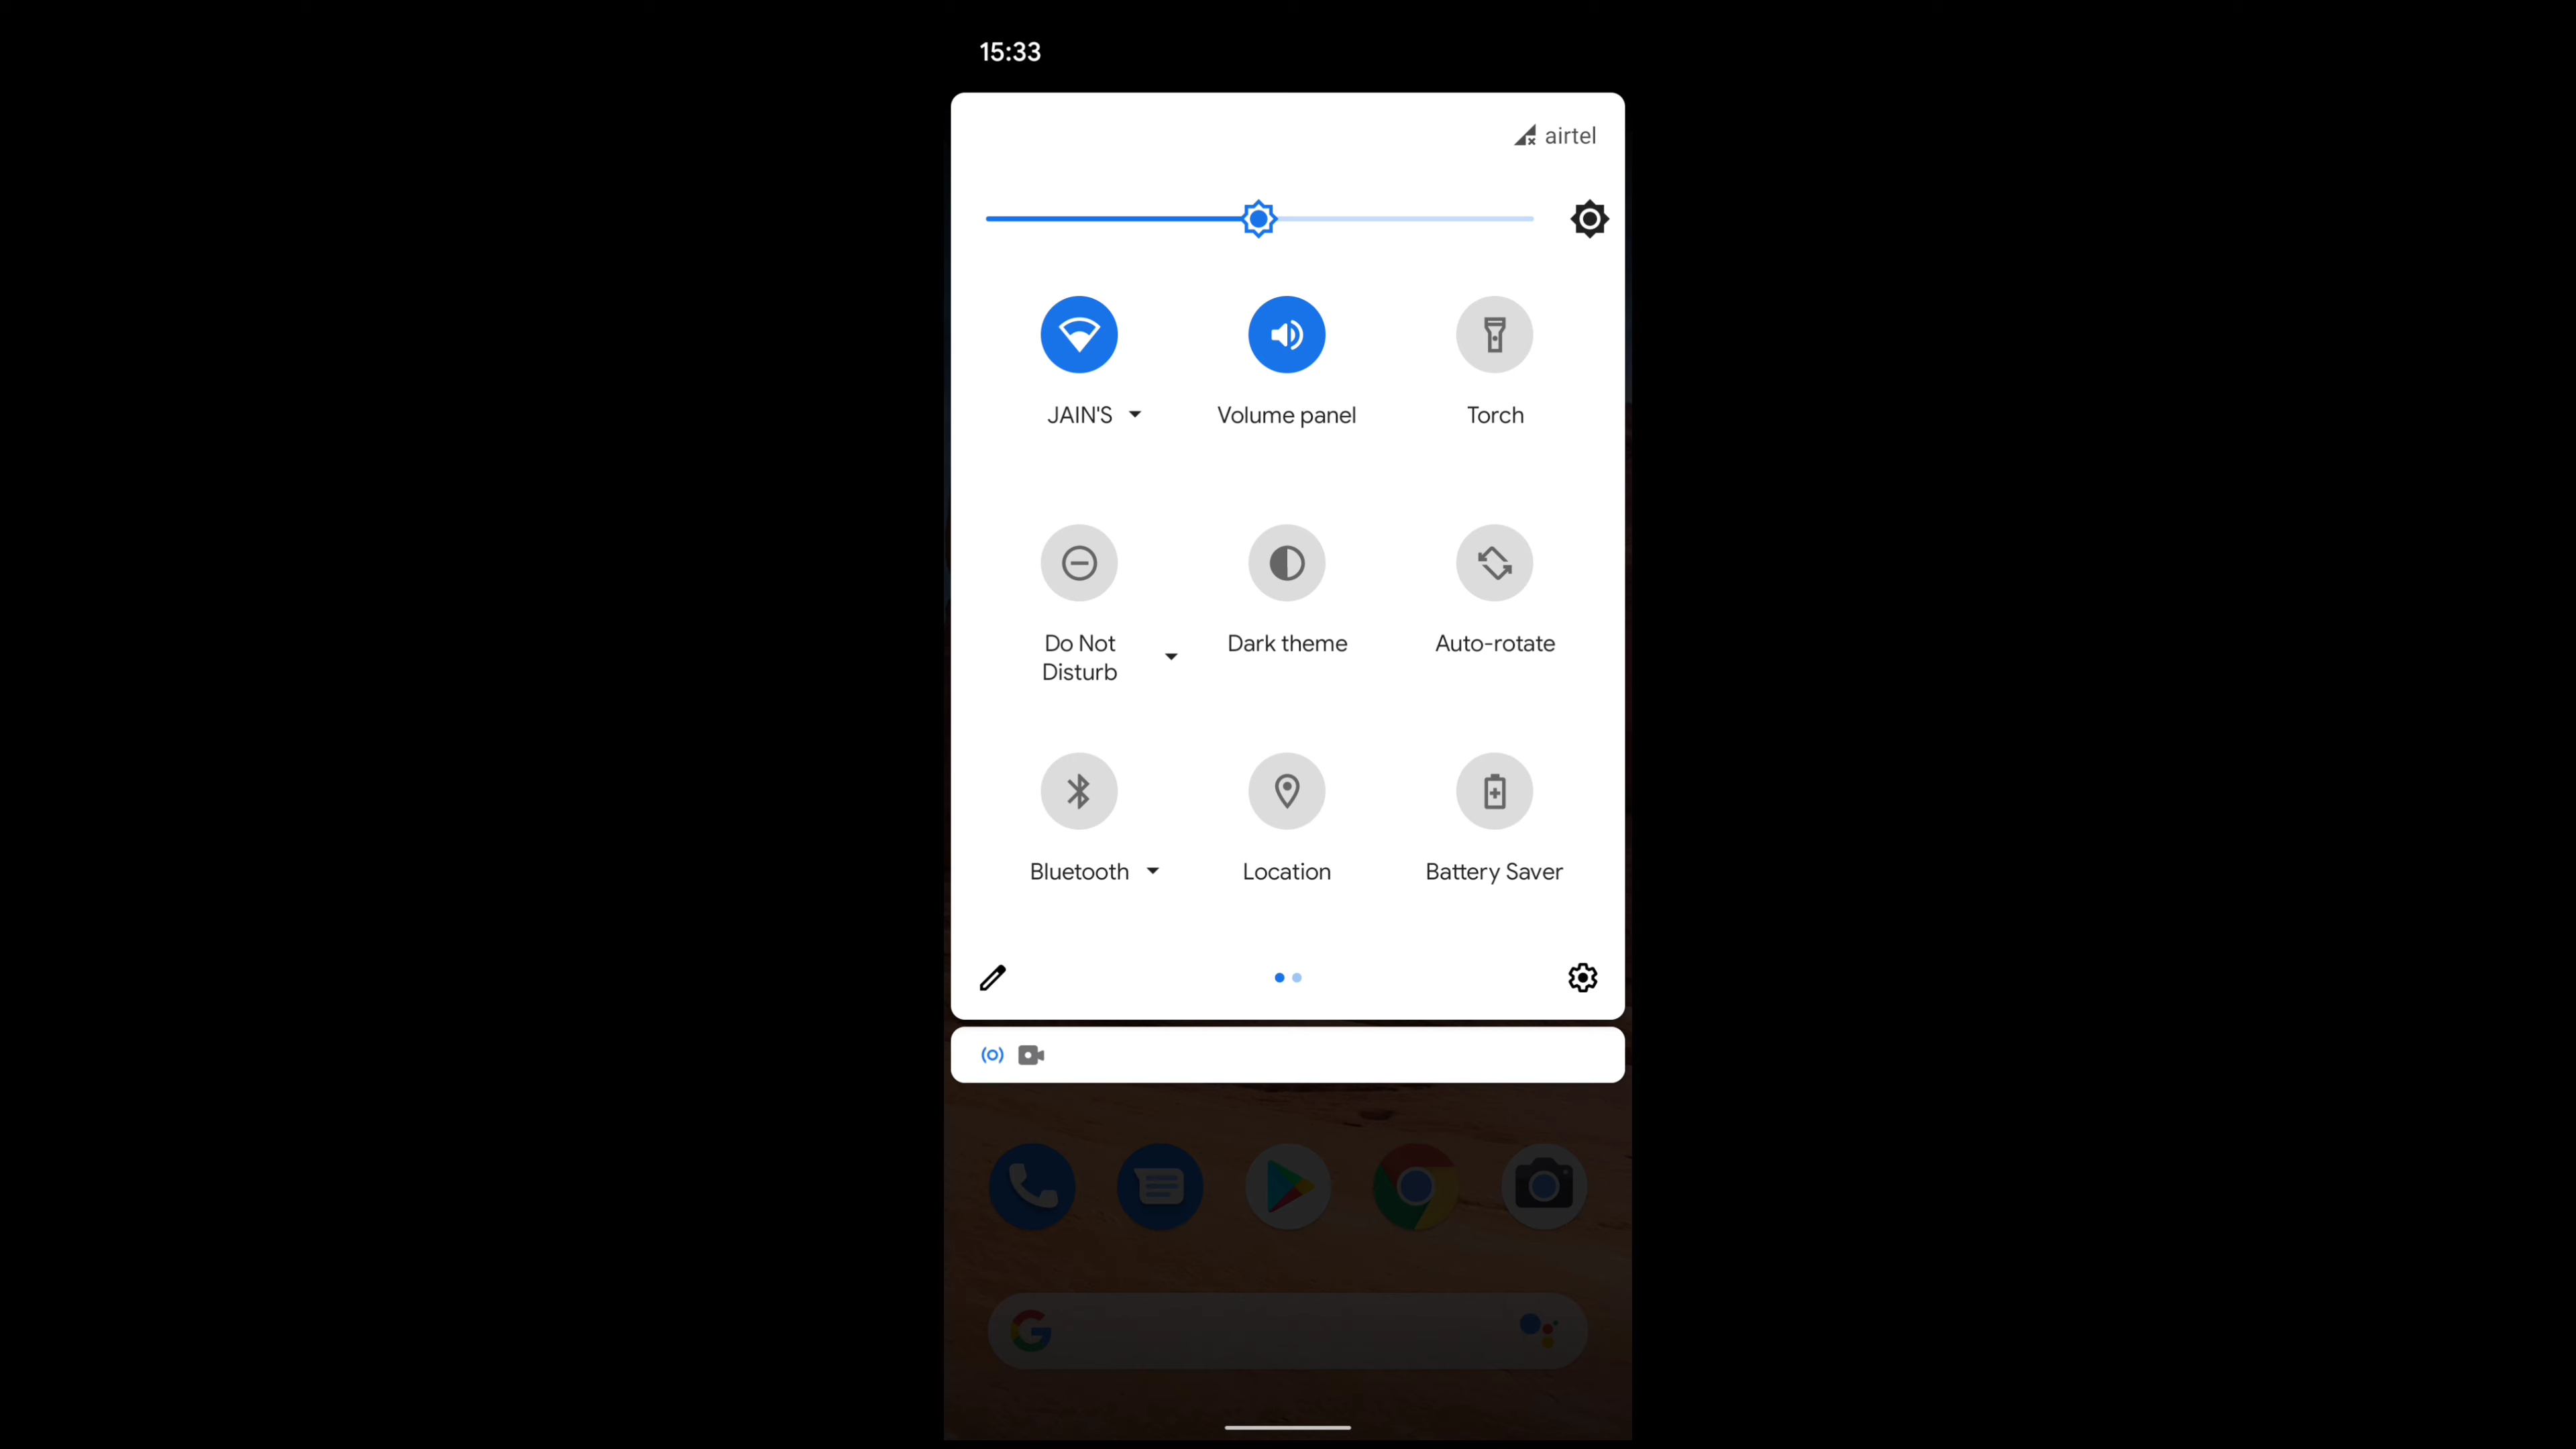 15:33
airtel
JAIN'S
Volume panel
Torch
Do Not
Disturb
Dark theme
Auto-rotate
Bluetooth
Location
Battery Saver